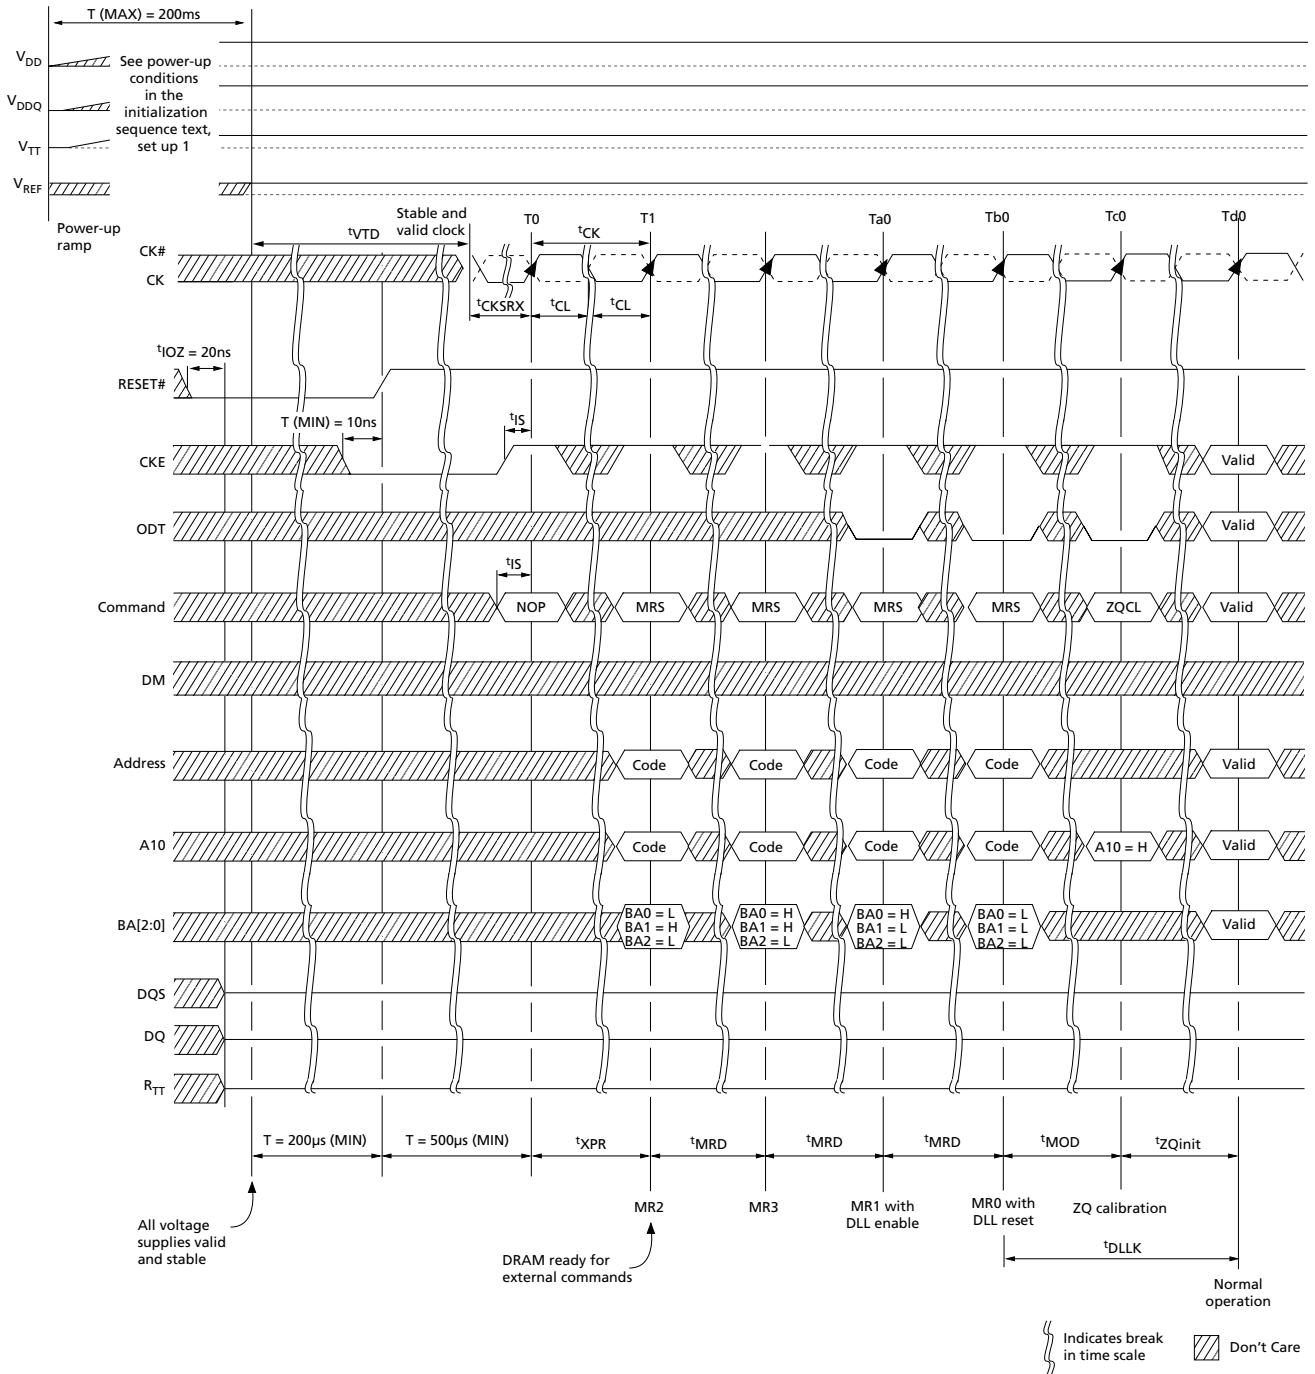 T (MAX) = 200ms
VDD
See power-up
conditions
in the
initialization
sequence text,
set up 1
VDDQ
VTT
VREF
Power-up
ramp
Stable and
valid clock
T0
T1
Ta0
Tb0
Tc0
Td0
tVTD
tCK
CK#
CK
tCKSRX
tCL
tCL
tIOZ = 20ns
RESET#
T (MIN) = 10ns
tIS
CKE
Valid
ODT
Valid
tIS
Command
NOP
MRS
MRS
MRS
MRS
ZQCL
Valid
DM
Address
Code
Code
Code
Code
Valid
A10
Code
Code
Code
Code
A10 = H
Valid
BA[2:0]
BA0 = L
BA1 = H
BA2 = L
BA0 = H
BA1 = H
BA2 = L
BA0 = H
BA1 = L
BA2 = L
BA0 = L
BA1 = L
BA2 = L
Valid
DQS
DQ
RTT
T = 200μs (MIN)
T = 500μs (MIN)
tXPR
tMRD
tMRD
tMRD
tMOD
tZQinit
MR2
MR3
MR1 with
DLL enable
MR0 with
DLL reset
ZQ calibration
All voltage
supplies valid
and stable
DRAM ready for
external commands
tDLLK
Normal
operation
Indicates break
in time scale
Don't Care